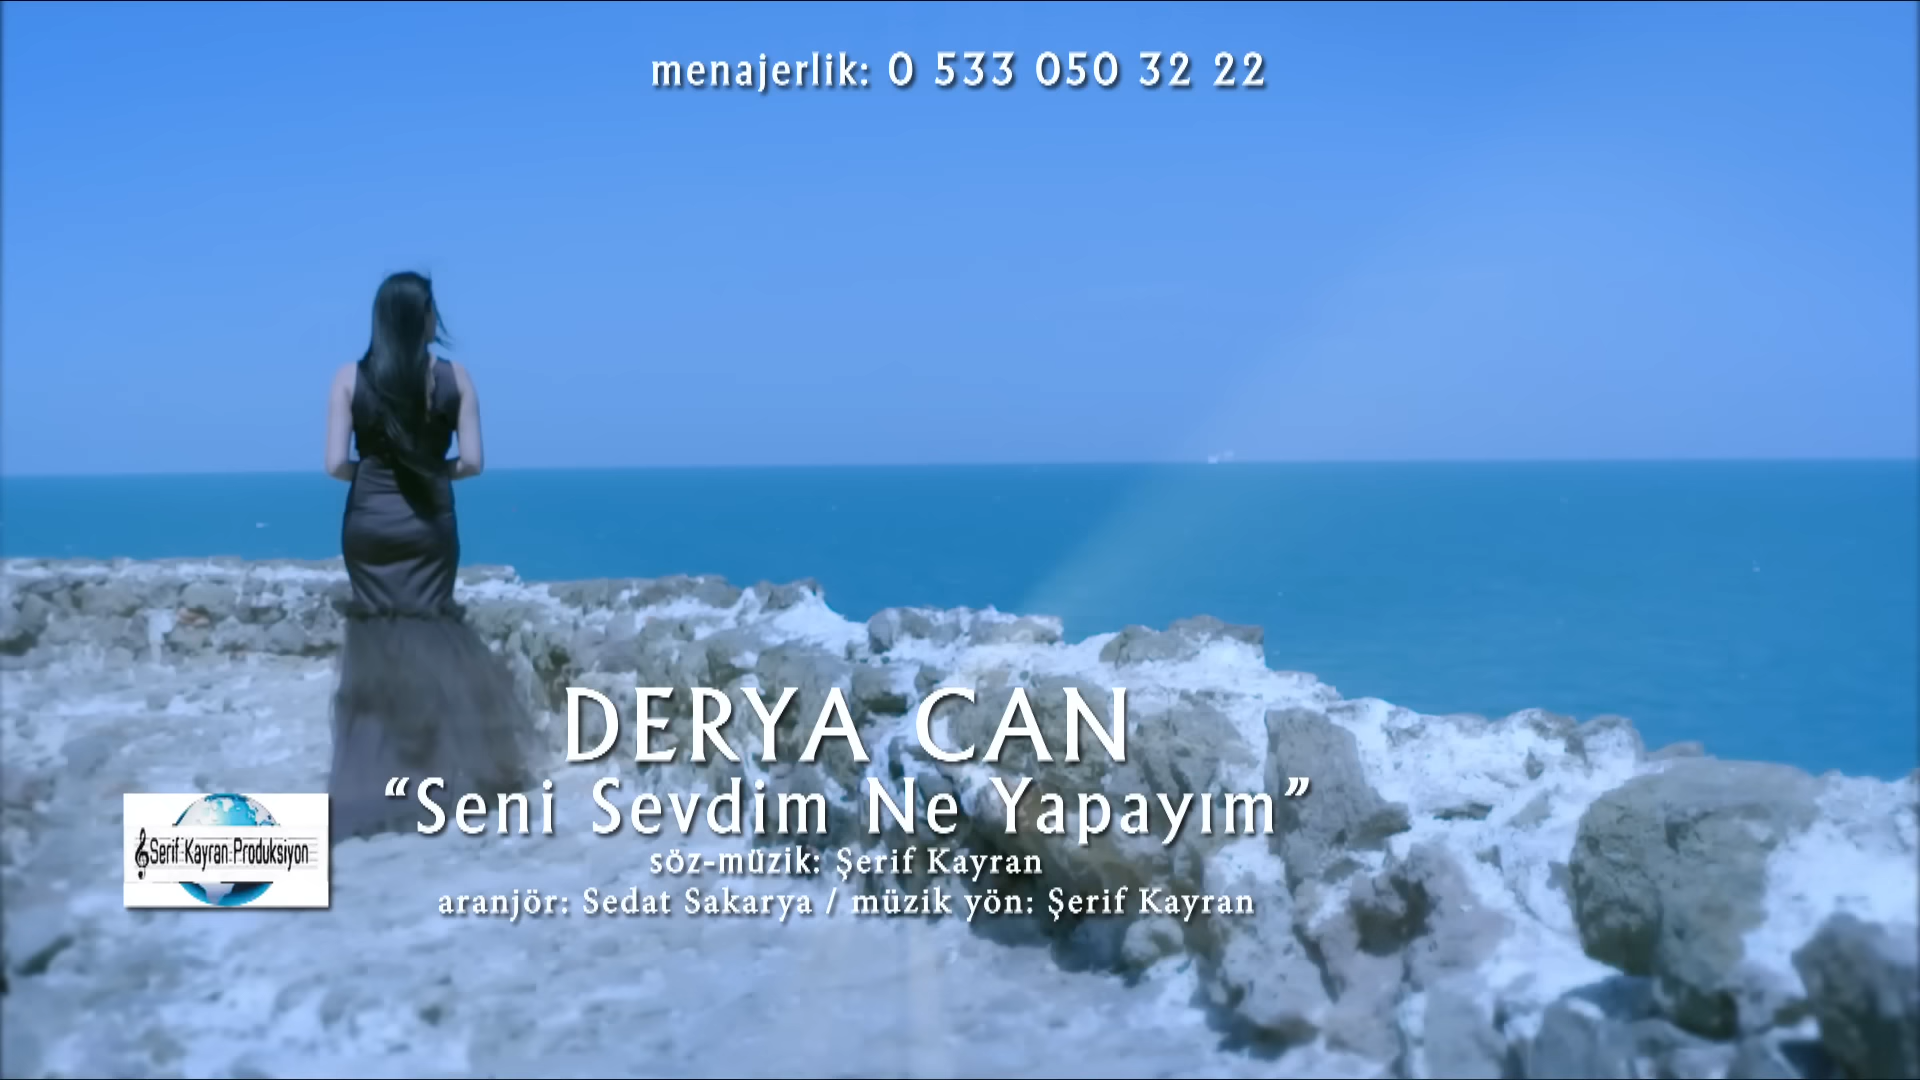 menajerlik: 0 533 050 32 22
DERYA CAN
“Seni Sevdim Ne Yapayım”
söz-müzik: Şerif Kayran
aranjör: Sedat Sakarya / müzik yön: Şerif Kayran
Serif Kayran Produksiyon